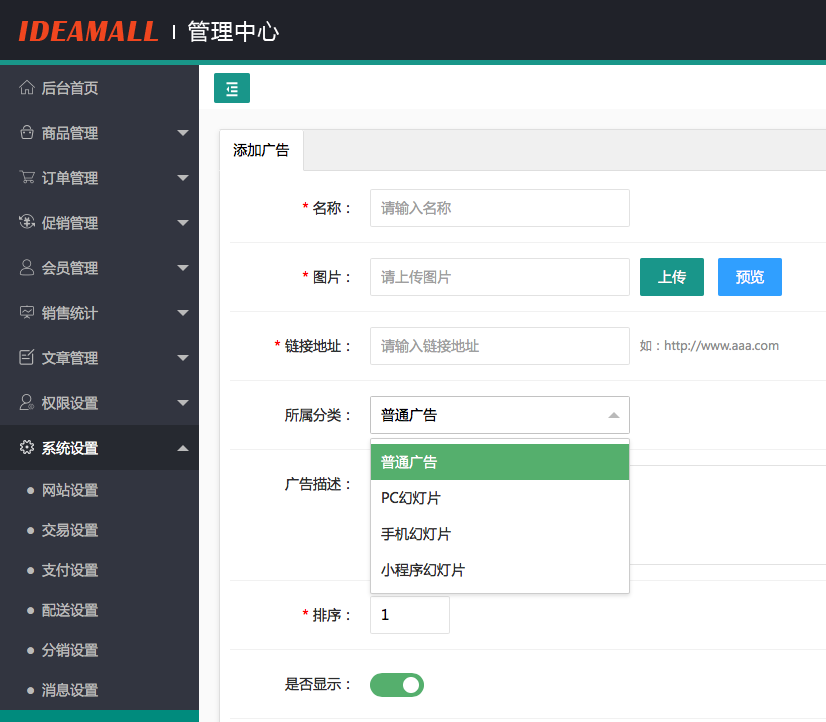 IDEAMALL | 管理中心
后台首页
商品管理
订单管理
促销管理
会员管理
销售统计
文章管理
权限设置
系统设置
网站设置
交易设置
支付设置
配送设置
分销设置
消息设置
添加广告
* 名称：
请输入名称
* 图片：
请上传图片
上传
预览
* 链接地址：
请输入链接地址
如：http://www.aaa.com
所属分类：
普通广告
普通广告
PC幻灯片
手机幻灯片
小程序幻灯片
广告描述：
* 排序：
1
是否显示：